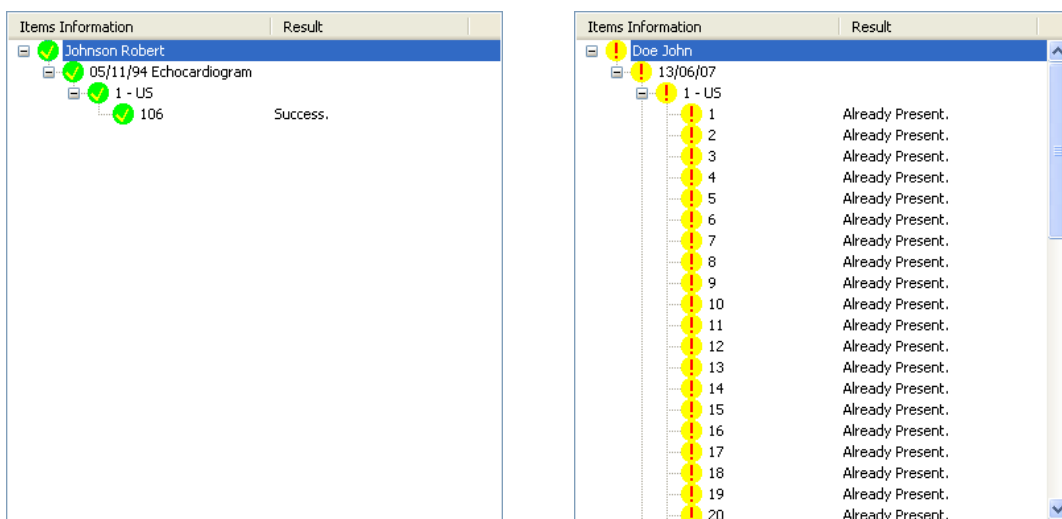 Items Information Result
Johnson Robert
05/11/94 Echocardiogram
1 - US
106 Success.
Items Information Result
Doe John
13/06/07
1 - US
1 Already Present.
2 Already Present.
3 Already Present.
4 Already Present.
5 Already Present.
6 Already Present.
7 Already Present.
8 Already Present.
9 Already Present.
10 Already Present.
11 Already Present.
12 Already Present.
13 Already Present.
14 Already Present.
15 Already Present.
16 Already Present.
17 Already Present.
18 Already Present.
19 Already Present.
20 Already Present.